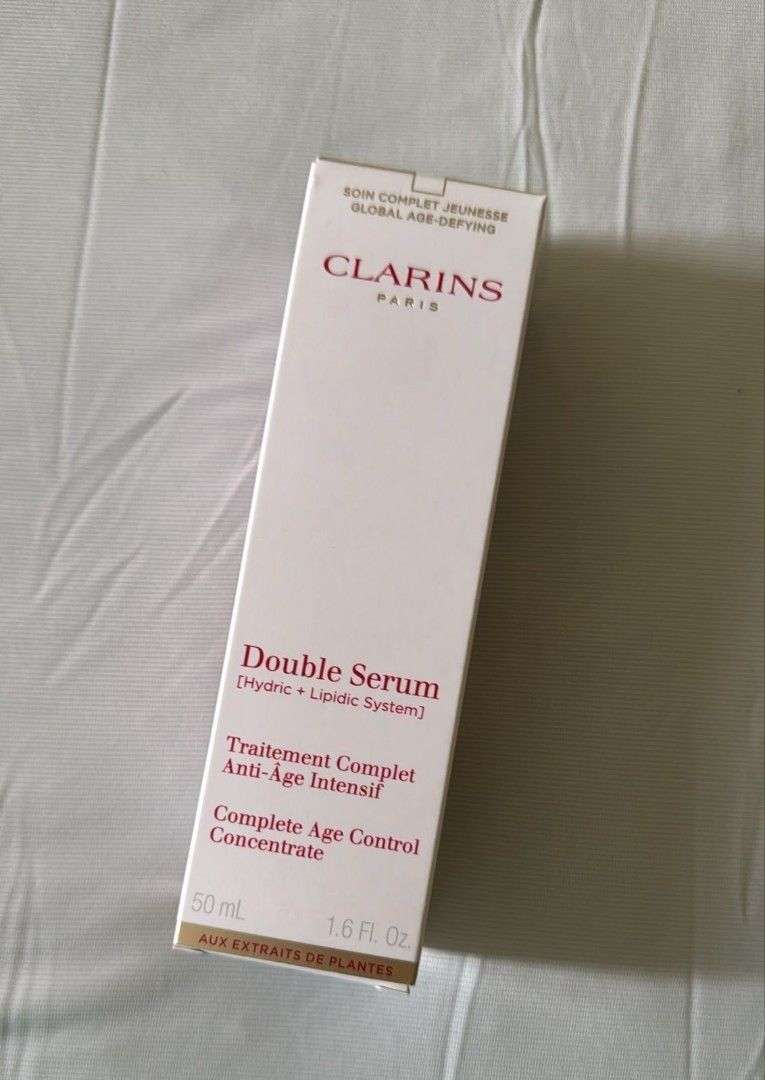 SOIN COMPLET JEUNESSE
GLOBAL AGE-DEFYING
CLARINS
PARIS
Double Serum
[Hydric + Lipidic System]
Traitement Complet
Anti-Âge Intensif
Complete Age Control
Concentrate
50 mL 1.6 Fl. Oz.
AUX EXTRAITS DE PLANTES